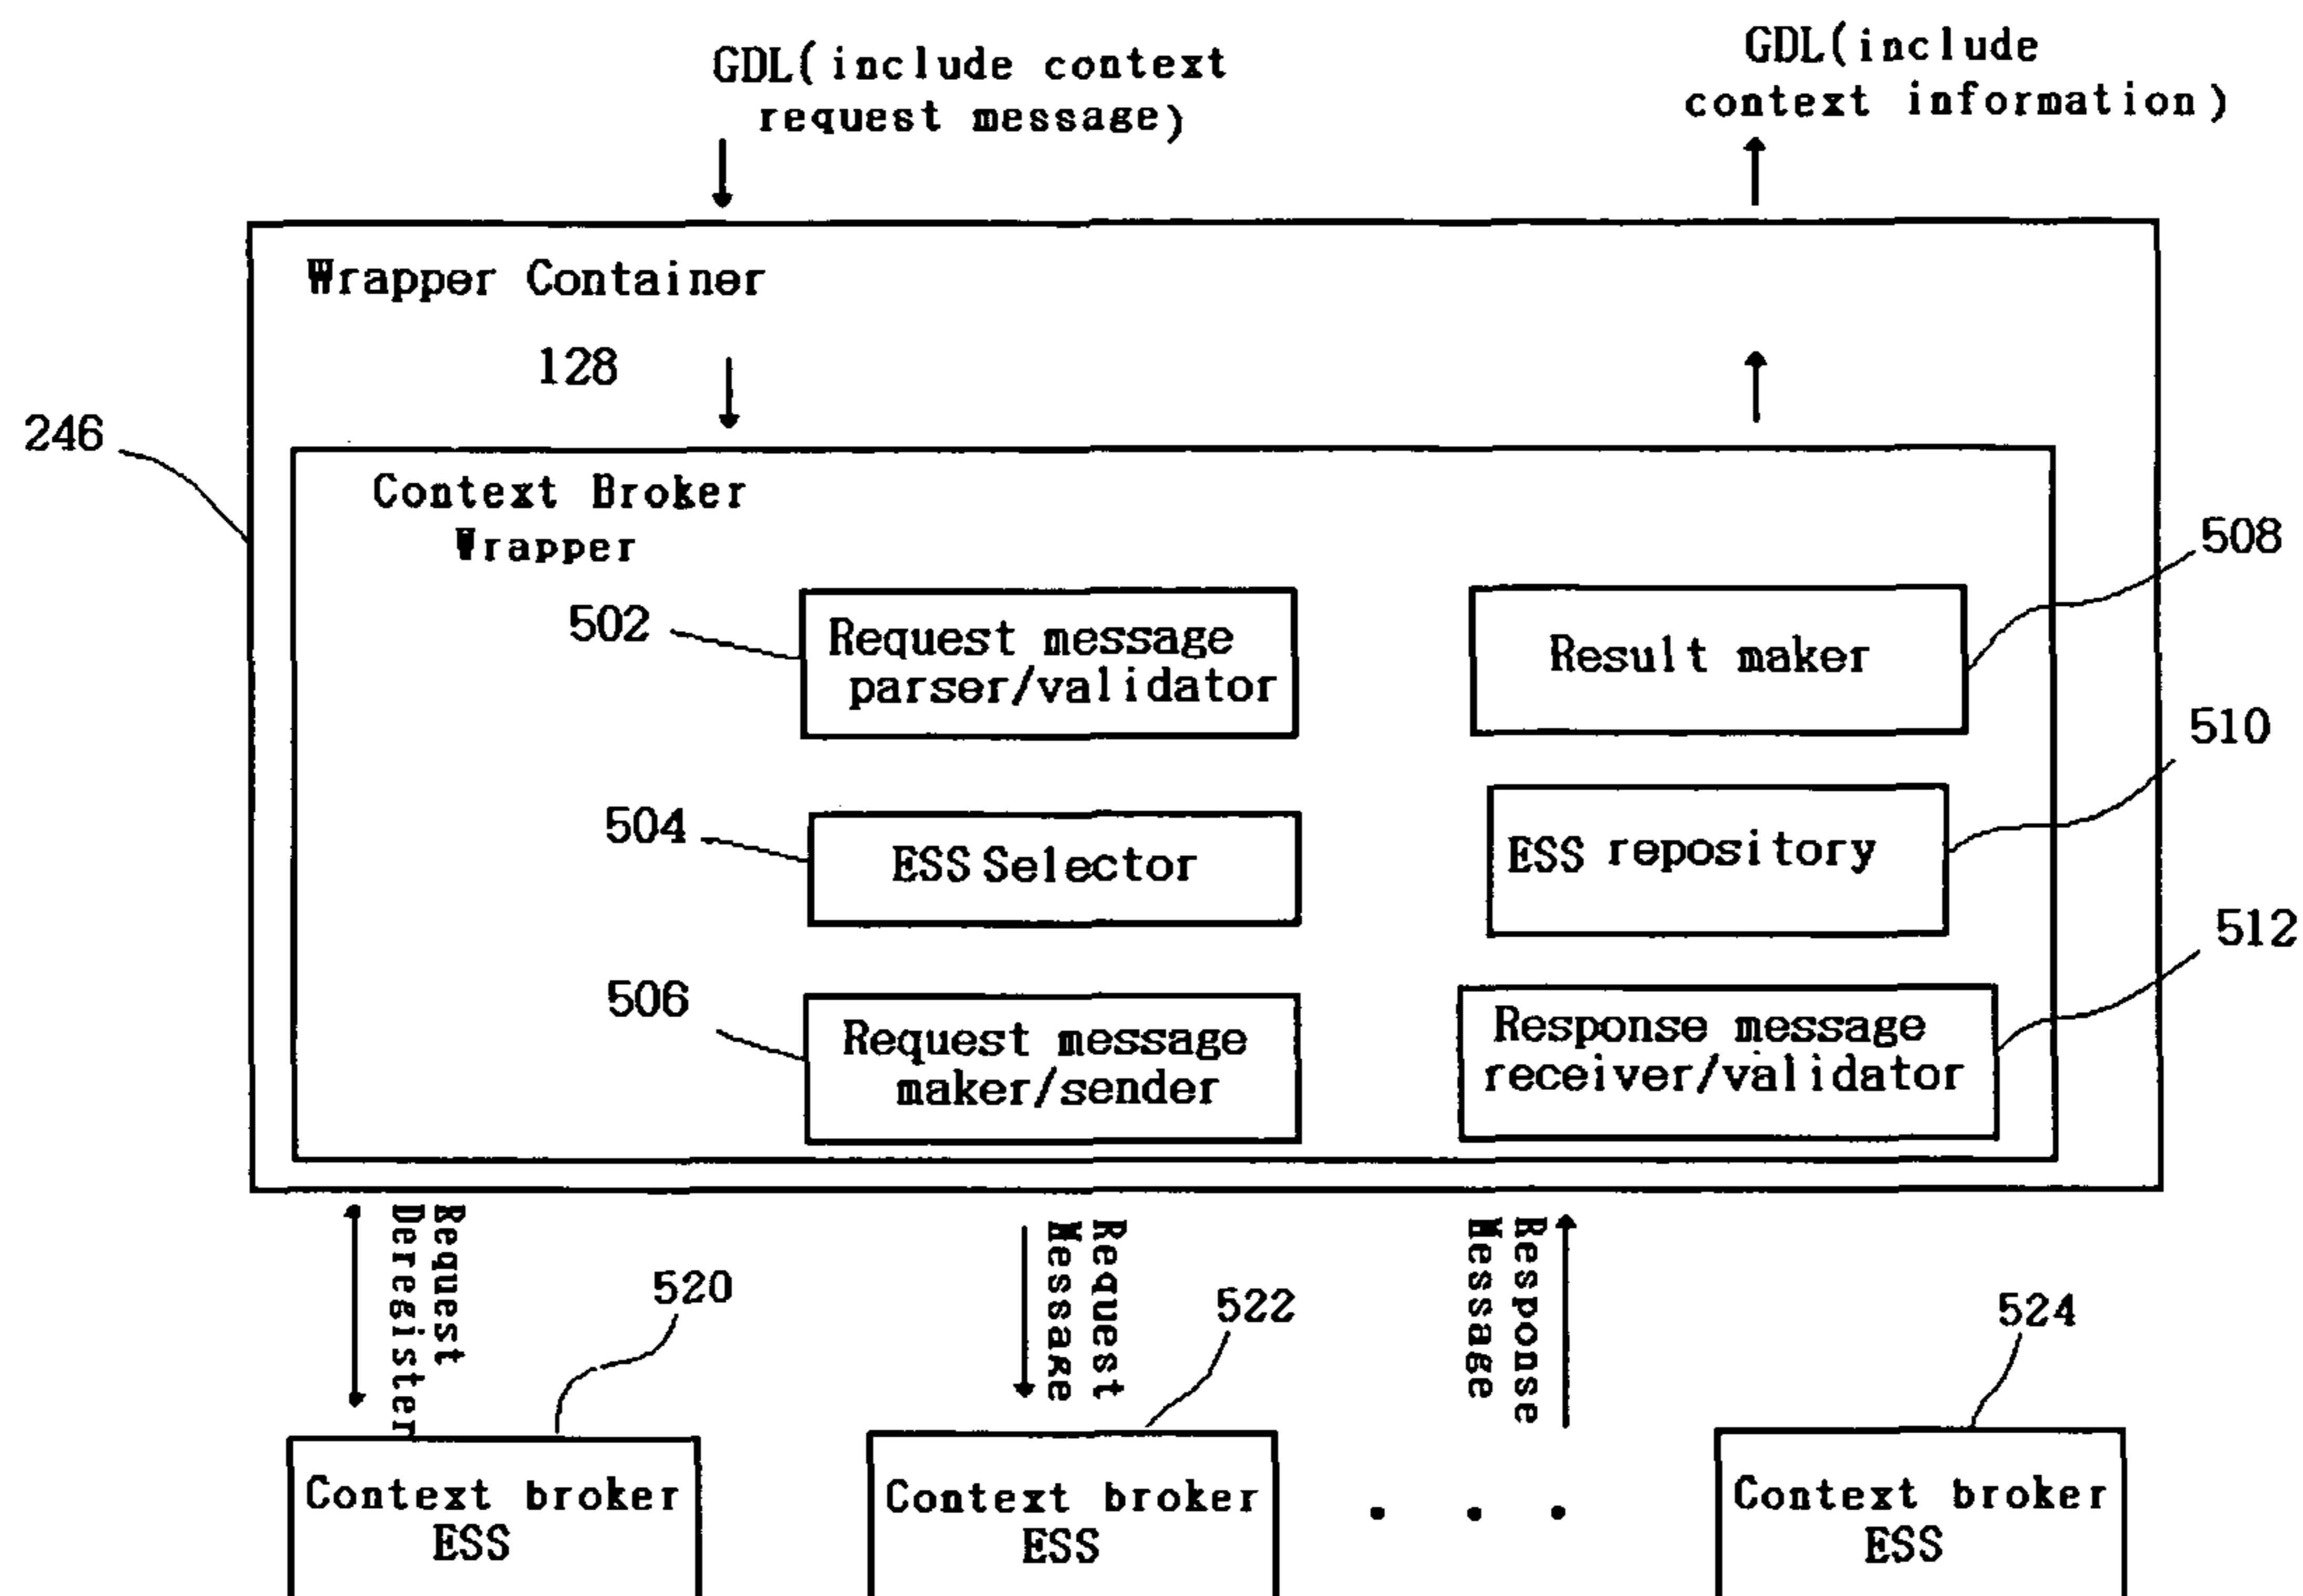 GDL(include context
request message)
GDL(include
context information)
Wrapper Container
128
246
Context Broker
Wrapper
502
Request message
parser/validator
508
Result maker
504
ESS Selector
510
ESS repository
506
Request message
maker/sender
512
Response message
receiver/validator
Request
Deregister
520
Request
Message
522
Response
Message
524
Context broker
ESS
Context broker
ESS
. . .
Context broker
ESS